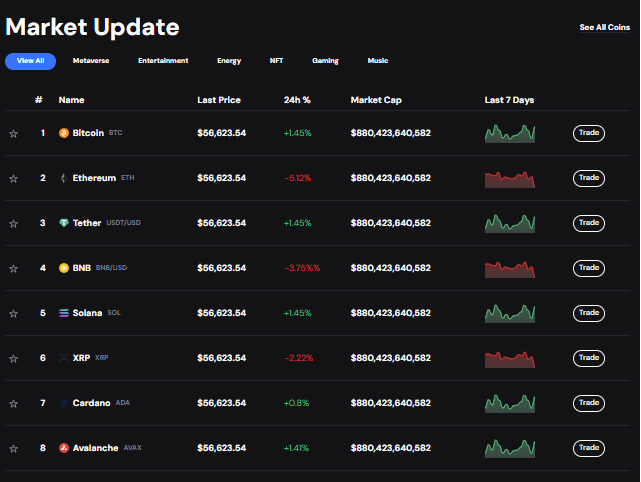 Market Update
See All Coins
View All Metaverse Entertainment Energy NFT Gaming Music
# Name Last Price 24h % Market Cap Last 7 Days
1 Bitcoin BTC $56,623.54 +1.45% $880,423,640,582 Trade
2 Ethereum ETH $56,623.54 -5.12% $880,423,640,582 Trade
3 Tether USDT/USD $56,623.54 +1.45% $880,423,640,582 Trade
4 BNB BNB/USD $56,623.54 -3.75%% $880,423,640,582 Trade
5 Solana SOL $56,623.54 +1.45% $880,423,640,582 Trade
6 XRP XRP $56,623.54 -2.22% $880,423,640,582 Trade
7 Cardano ADA $56,623.54 +0.8% $880,423,640,582 Trade
8 Avalanche AVAX $56,623.54 +1.41% $880,423,640,582 Trade